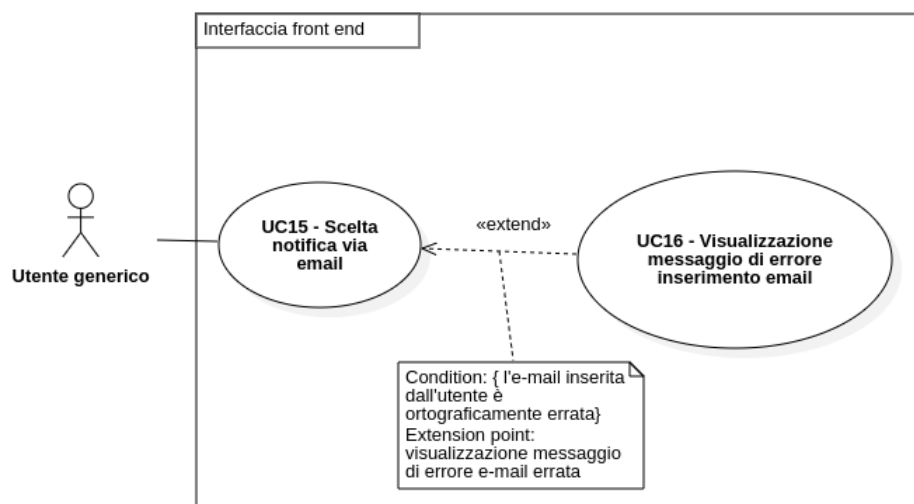 Interfaccia front end
UC15 - Scelta
notifica via
email
«extend»
UC16 - Visualizzazione
messaggio di errore
inserimento email
Utente generico
Condition: { l'e-mail inserita
dall'utente è
ortograficamente errata}
Extension point:
visualizzazione messaggio
di errore e-mail errata